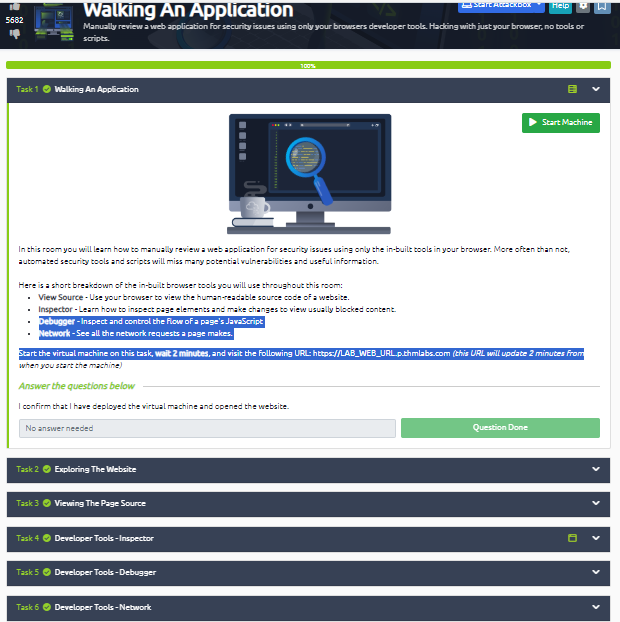 Walking An Application
Start AttackBox
Help
5682
Manually review a web application for security issues using only your browsers developer tools. Hacking with just your browser, no tools or
scripts.
100%
Task 1 Walking An Application
Start Machine
In this room you will learn how to manually review a web application for security issues using only the in-built tools in your browser. More often than not,
automated security tools and scripts will miss many potential vulnerabilities and useful information.
Here is a short breakdown of the in-built browser tools you will use throughout this room:
• View Source - Use your browser to view the human-readable source code of a website.
• Inspector - Learn how to inspect page elements and make changes to view usually blocked content.
• Debugger - Inspect and control the flow of a page's JavaScript
• Network - See all the network requests a page makes.
Start the virtual machine on this task, wait 2 minutes, and visit the following URL: https://LAB_WEB_URL.p.thmlabs.com (this URL will update 2 minutes from
when you start the machine)
Answer the questions below
I confirm that I have deployed the virtual machine and opened the website.
No answer needed
Question Done
Task 2 Exploring The Website
Task 3 Viewing The Page Source
Task 4 Developer Tools - Inspector
Task 5 Developer Tools - Debugger
Task 6 Developer Tools - Network